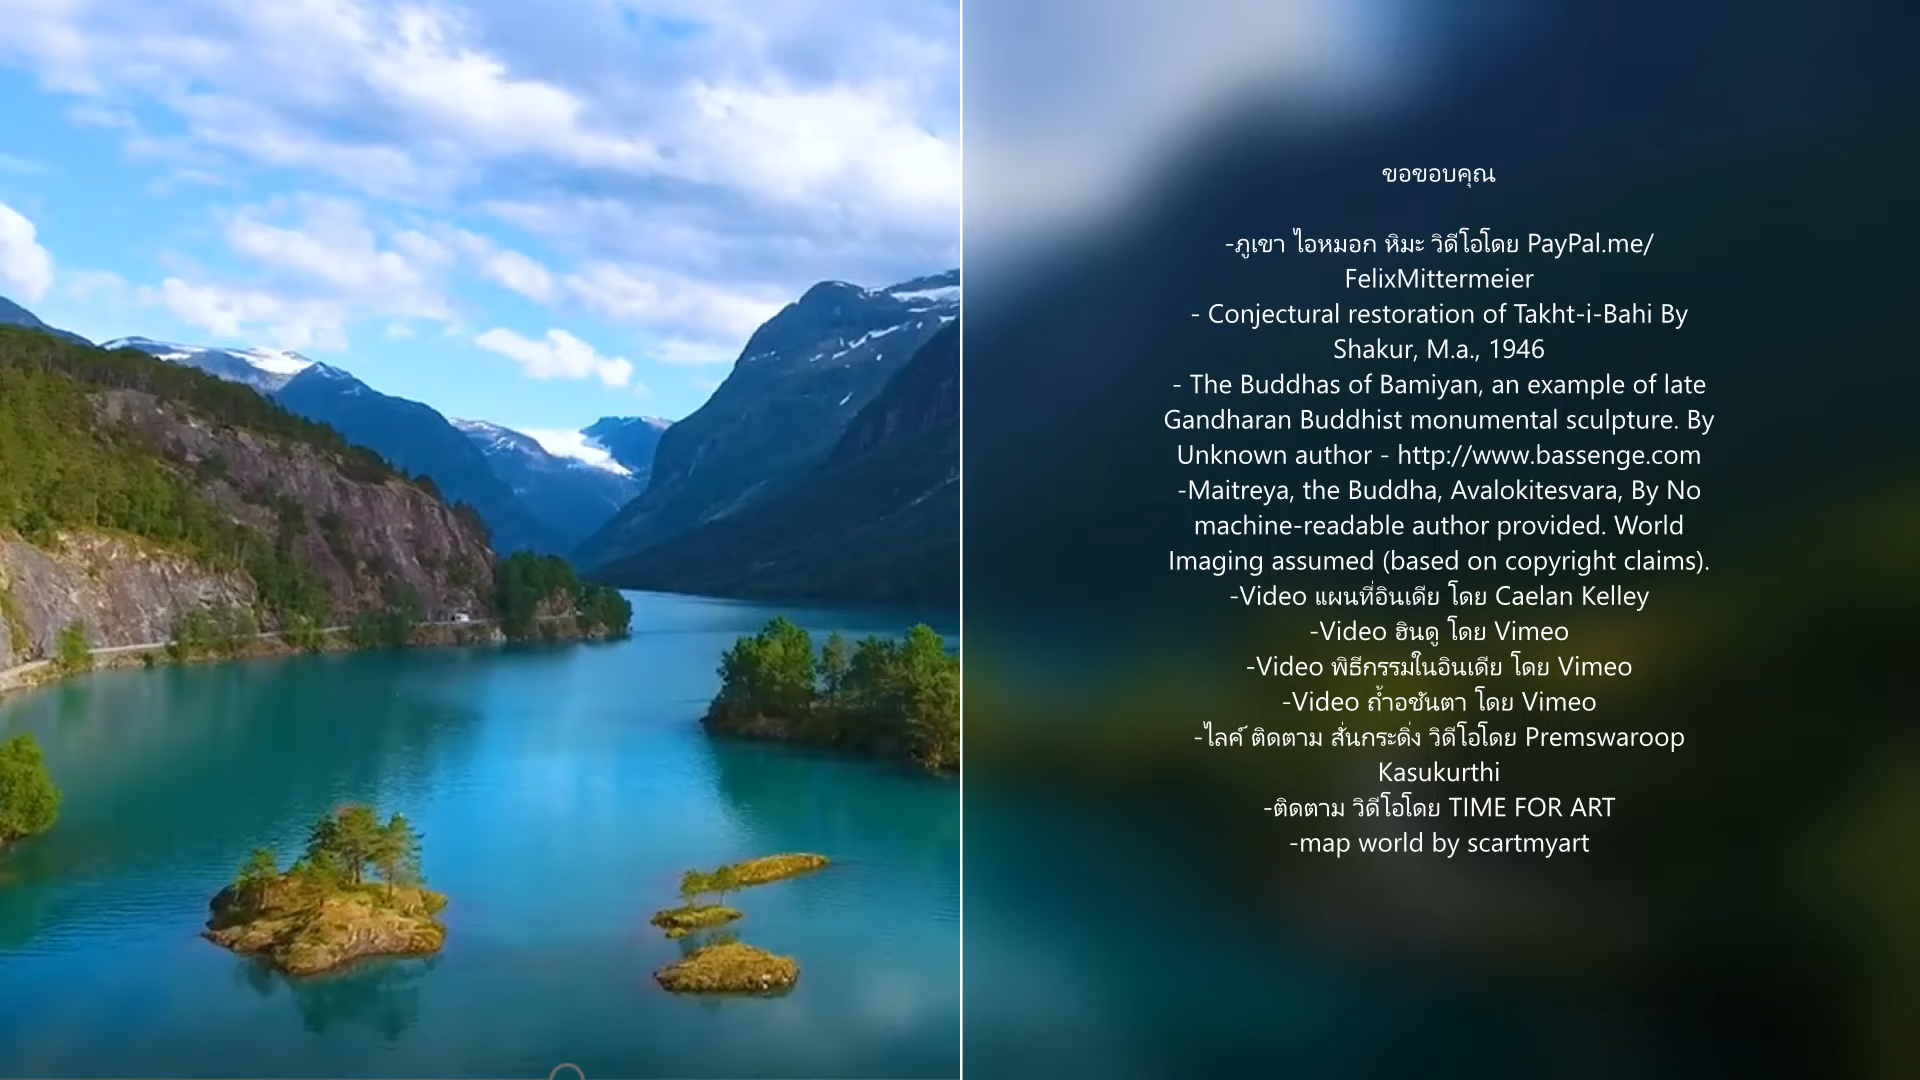 ขอขอบคุณ
-ภูเขา ไอหมอก หิมะ วิดีโอโดย PayPal.me/
FelixMittermeier
- Conjectural restoration of Takht-i-Bahi By
Shakur, M.a., 1946
- The Buddhas of Bamiyan, an example of late
Gandharan Buddhist monumental sculpture. By
Unknown author - http://www.bassenge.com
-Maitreya, the Buddha, Avalokitesvara, By No
machine-readable author provided. World
Imaging assumed (based on copyright claims).
-Video แผนที่อินเดีย โดย Caelan Kelley
-Video ฮินดู โดย Vimeo
-Video พิธีกรรมในอินเดีย โดย Vimeo
-Video ถ้ำอชันตา โดย Vimeo
-ไลค์ ติดตาม สั่นกระดิ่ง วิดีโอโดย Premswaroop
Kasukurthi
-ติดตาม วิดีโอโดย TIME FOR ART
-map world by scartmyart